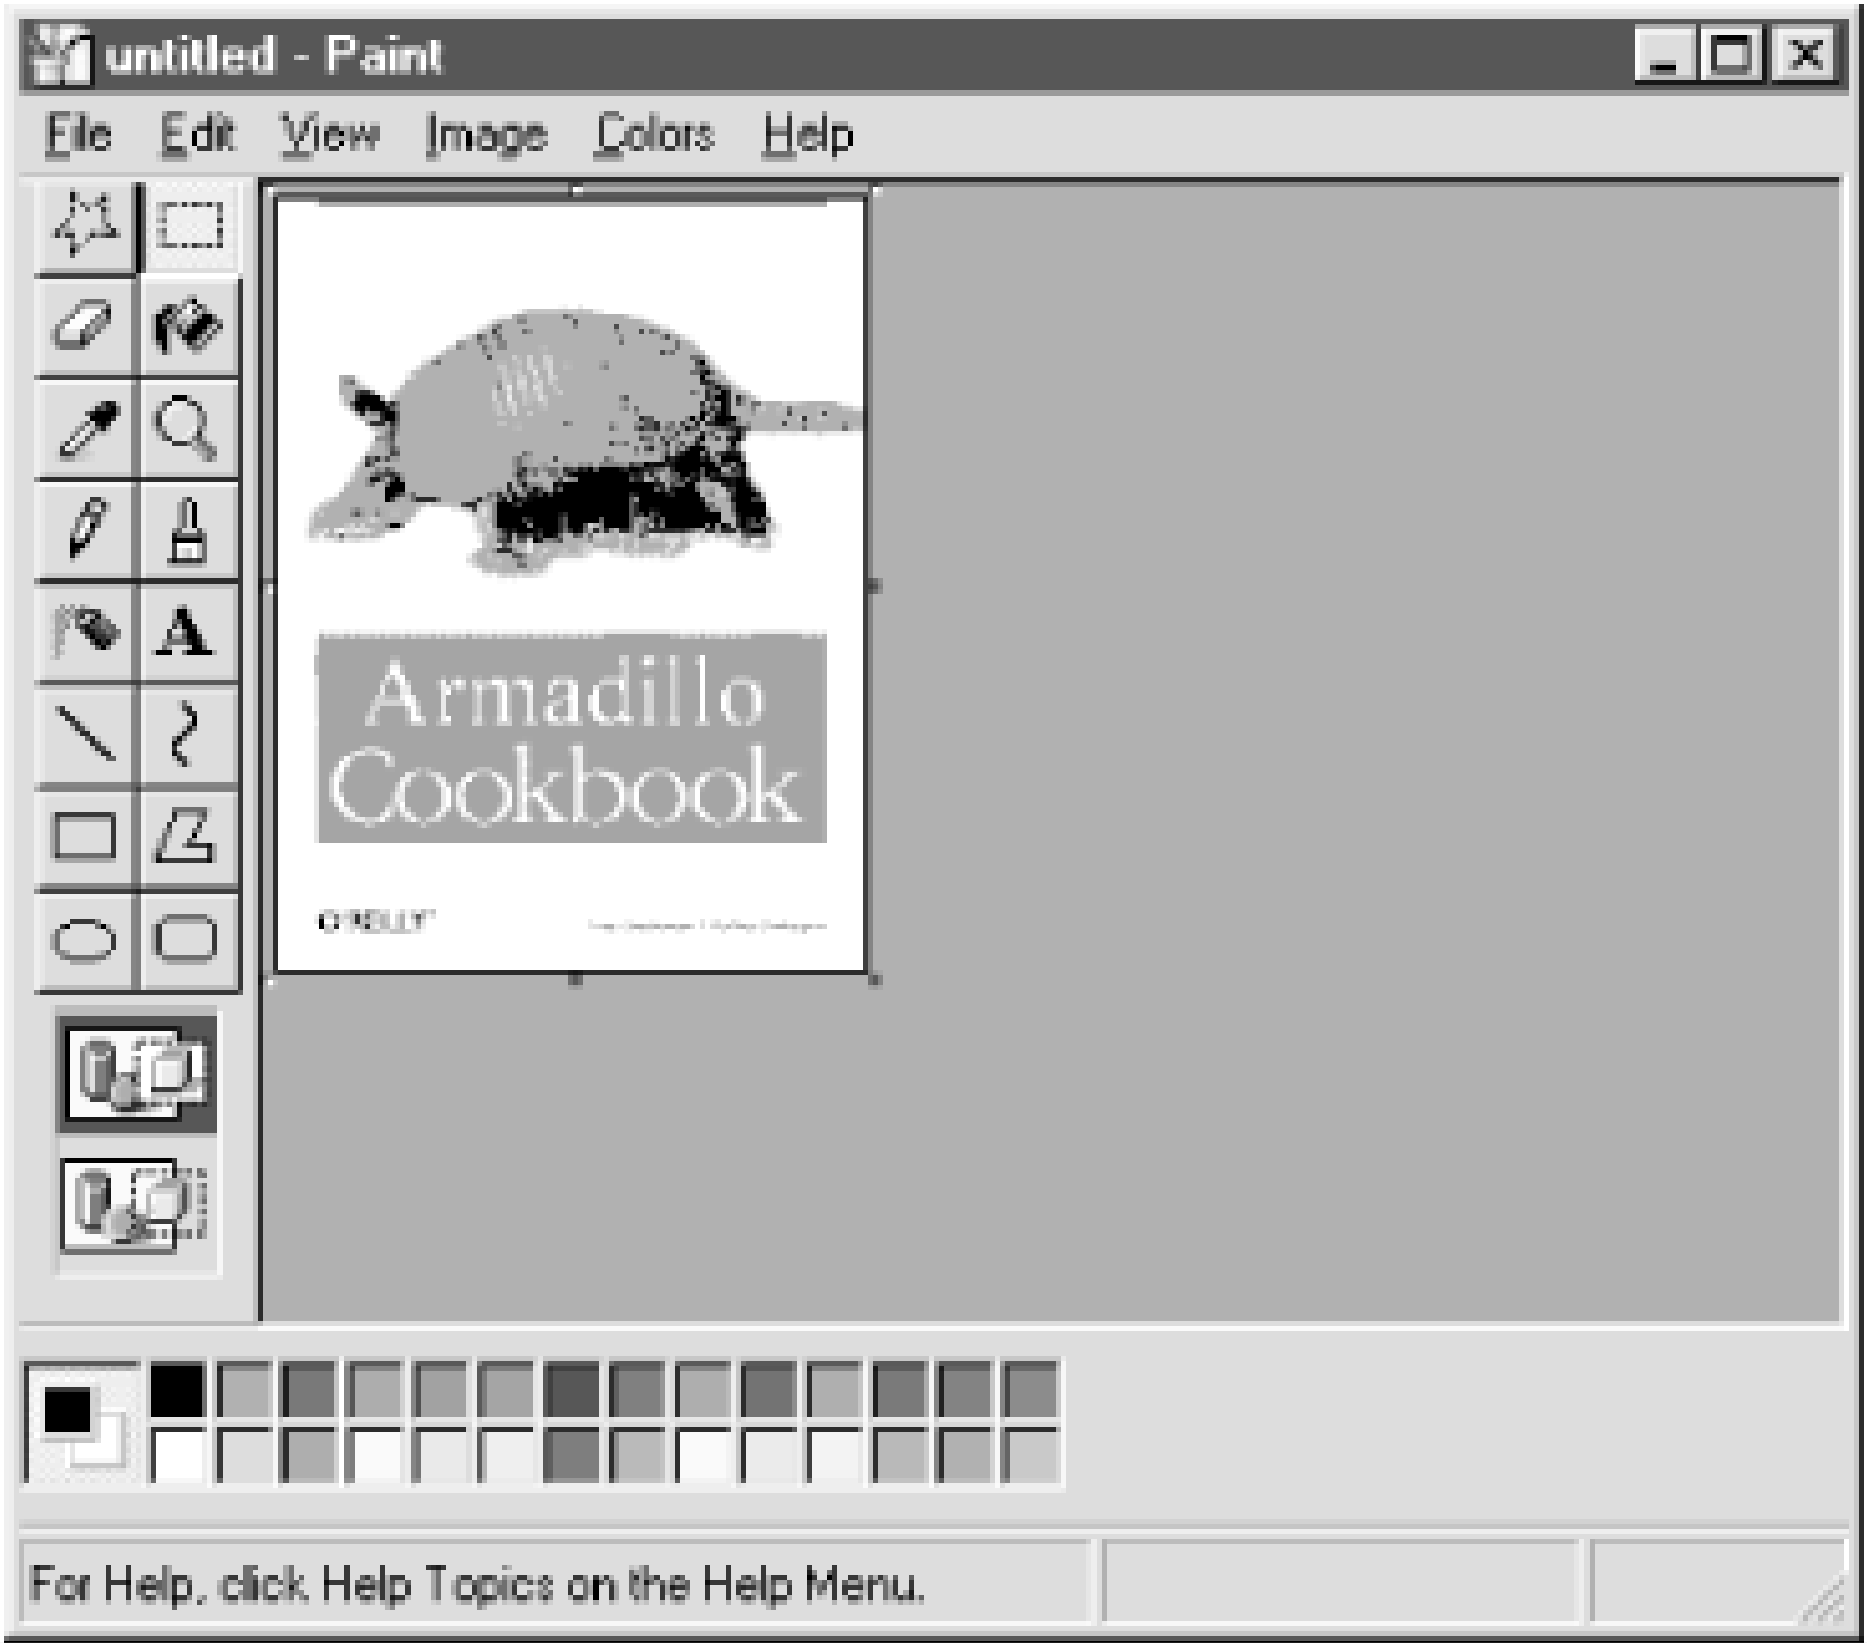 untitled - Paint
File Edit View Image Colors Help
A
Armadillo
Cookbook
O'REILLY
For Help, click Help Topics on the Help Menu.